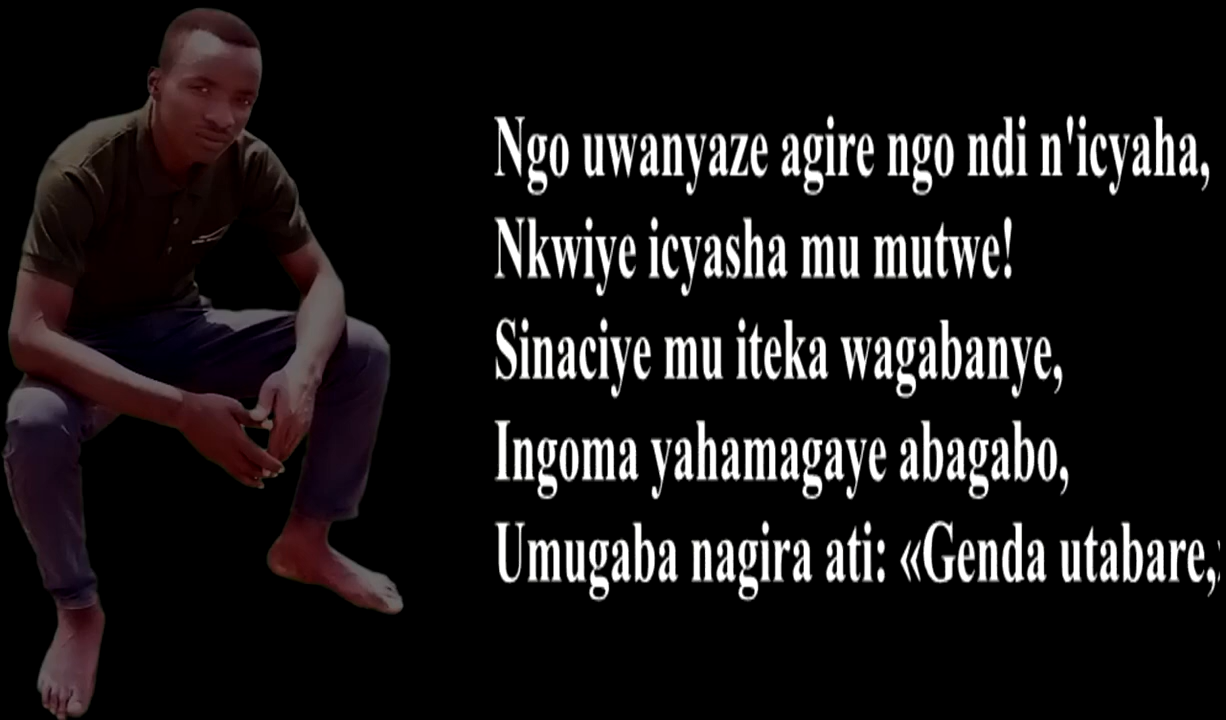 Ngo uwanyaze agire ngo ndi n'icyaha,
Nkwiye icyasha mu mutwe!
Sinaciye mu iteka wagabanye,
Ingoma yahamagaye abagabo,
Umugaba nagira ati: «Genda utabare,